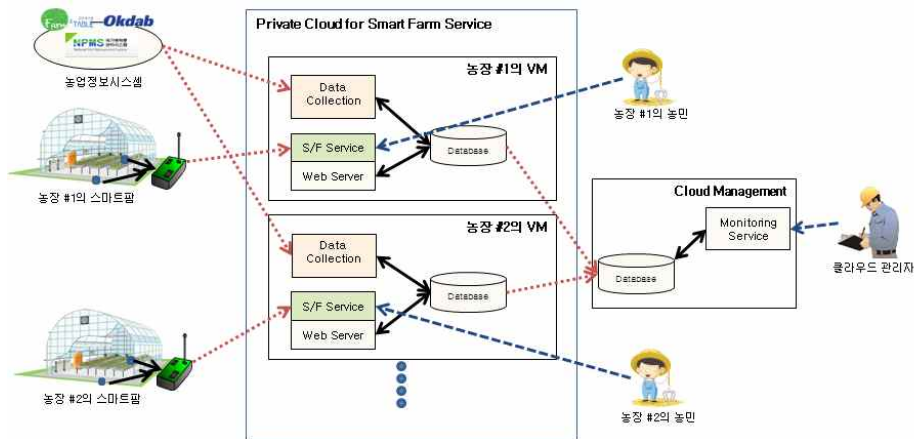 Private Cloud for Smart Farm Service
Farm
TABLE
Okdab
NPMS
농업정보시스템
농장 #1의 VM
Data
Collection
S/F Service
Web Server
Database
농장 #1의 농민
농장 #1의 스마트팜
농장 #2의 VM
Data
Collection
S/F Service
Web Server
Database
Cloud Management
Monitoring
Service
Database
클라우드 관리자
농장 #2의 스마트팜
농장 #2의 농민